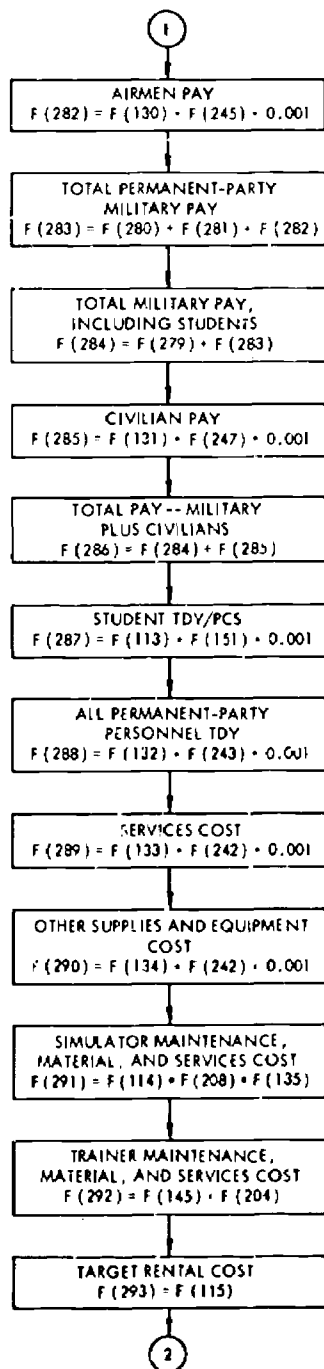 1
AIRMEN PAY
F (282) = F (130) • F (245) • 0.001
TOTAL PERMANENT-PARTY
MILITARY PAY
F (283) = F (280) + F (281) + F (282)
TOTAL MILITARY PAY,
INCLUDING STUDENTS
F (284) = F (279) + F (283)
CIVILIAN PAY
F (285) = F (131) • F (247) • 0.001
TOTAL PAY -- MILITARY
PLUS CIVILIANS
F (286) = F (284) + F (285)
STUDENT TDY/PCS
F (287) = F (113) • F (151) • 0.001
ALL PERMANENT-PARTY
PERSONNEL TDY
F (288) = F (132) • F (243) • 0.001
SERVICES COST
F (289) = F (133) • F (242) • 0.001
OTHER SUPPLIES AND EQUIPMENT
COST
F (290) = F (134) • F (242) • 0.001
SIMULATOR MAINTENANCE,
MATERIAL, AND SERVICES COST
F (291) = F (114) • F (208) • F (135)
TRAINER MAINTENANCE,
MATERIAL, AND SERVICES COST
F (292) = F (145) • F (204)
TARGET RENTAL COST
F (293) = F (115)
2